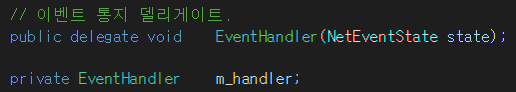 // 이벤트 통지 델리게이트.
public delegate void EventHandler(NetEventState state);
private EventHandler m_handler;